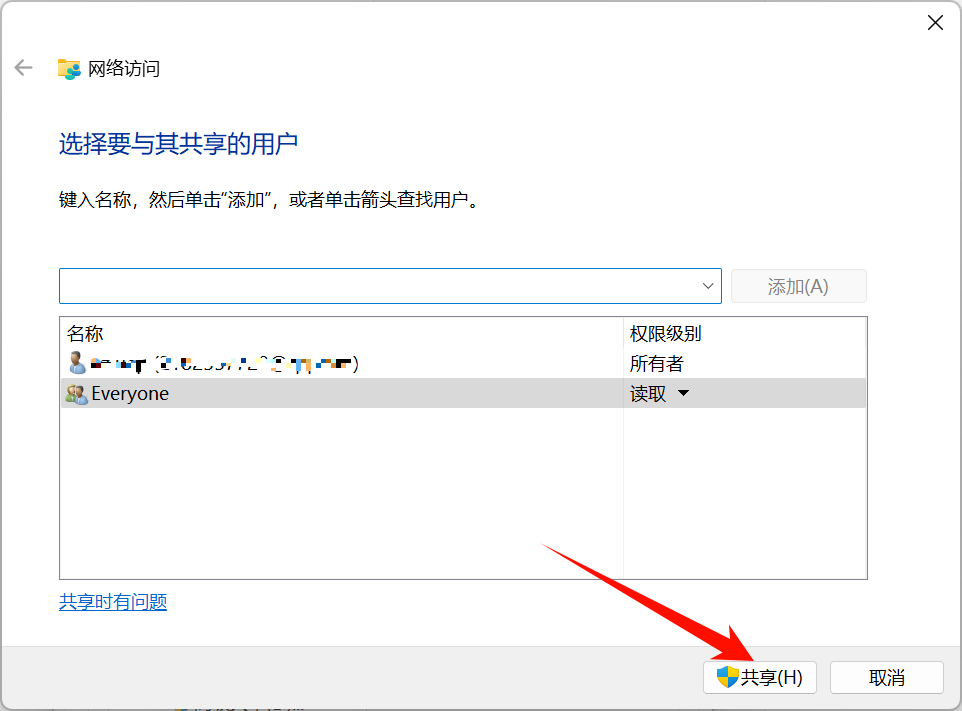 网络访问
选择要与其共享的用户
键入名称，然后单击“添加”，或者单击箭头查找用户。
添加(A)
名称 权限级别
所有者
Everyone 读取
共享时有问题
共享(H) 取消